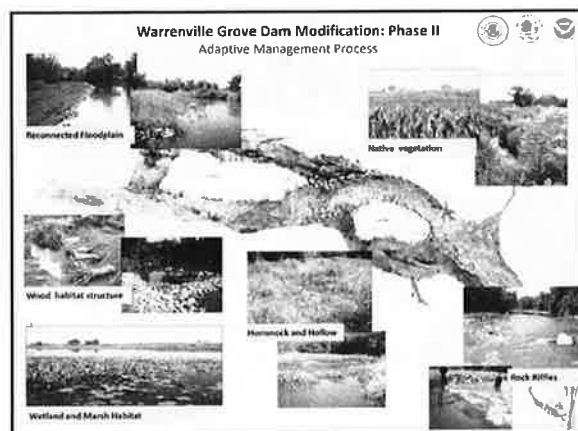 Warrenville Grove Dam Modification: Phase II
Adaptive Management Process
Reconnected Floodplain
Native vegetation
Wood habitat structure
Hommock and Hollow
Rock Riffles
Wetland and Marsh Habitat